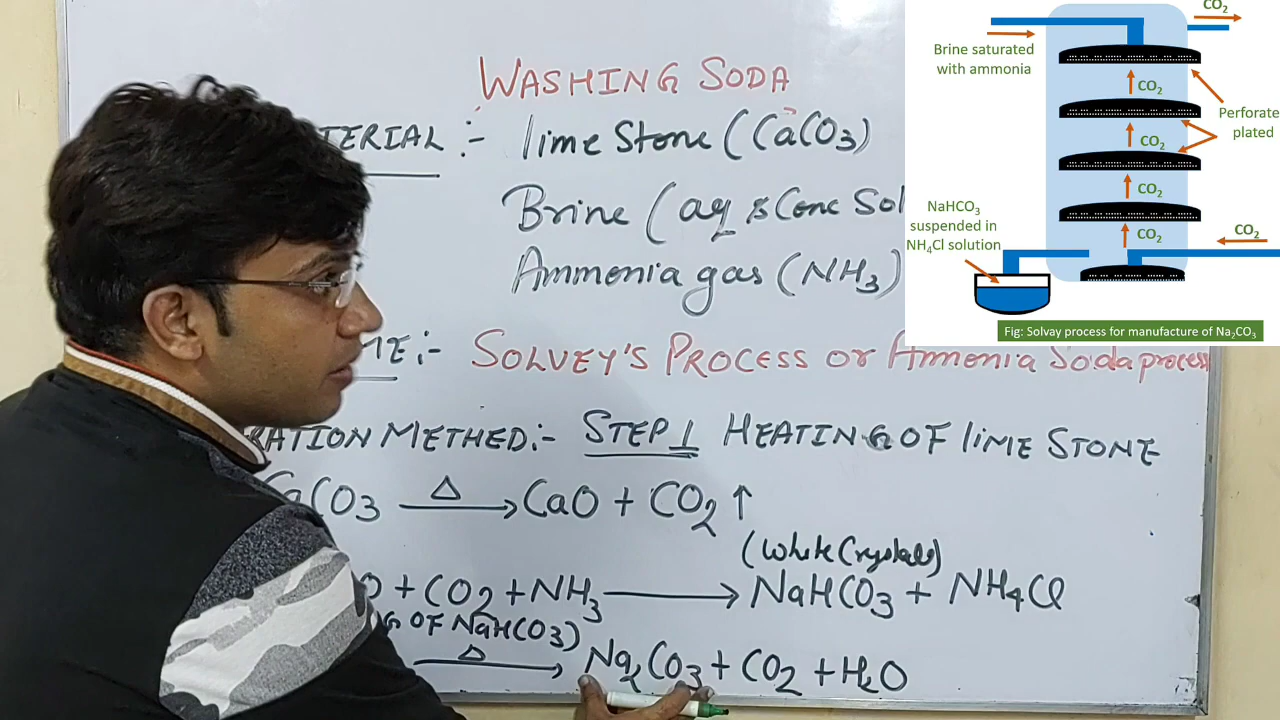 WASHING SODA
TERIAL :- lime Stone (CaCO3)
Brine (aq & Conc Sol
Ammonia gas (NH3)
ME :- SOLVEY'S PROCESS or Ammonia Soda process
RATION METHED:- STEP 1 HEATING OF lime STONE
CaCO3 Δ→ CaO + CO2 ↑
(White Crystals)
O + CO2 + NH3 → NaHCO3 + NH4Cl
G OF NaHCO3)
Δ→ Na2CO3 + CO2 + H2O
CO2
Brine saturated
with ammonia
CO2
Perforate
plated
CO2
CO2
NaHCO3
suspended in
NH4Cl solution
CO2
CO2
Fig: Solvay process for manufacture of Na2CO3